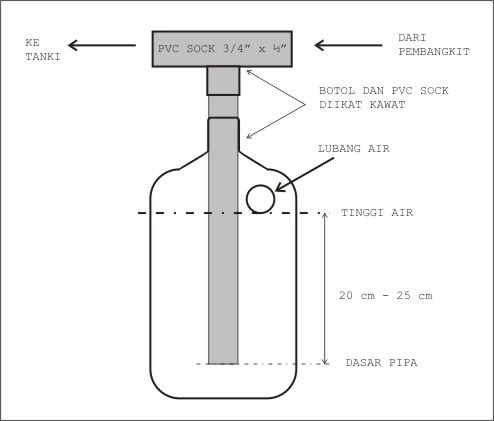 KE
TANKI
PVC SOCK 3/4″ x ½″
DARI
PEMBANGKIT
BOTOL DAN PVC SOCK
DIIKAT KAWAT
LUBANG AIR
TINGGI AIR
20 cm - 25 cm
DASAR PIPA